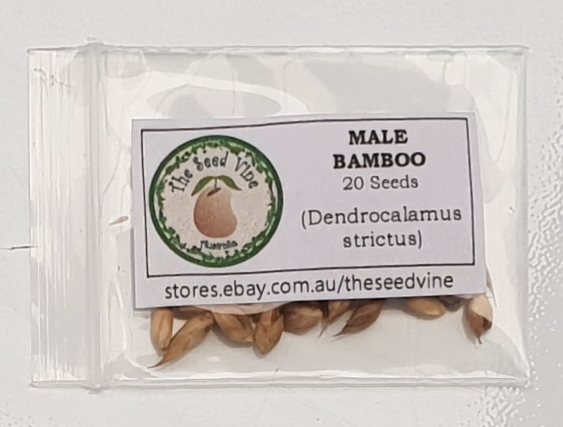 The Seed Vine
Australia
MALE
BAMBOO
20 Seeds
(Dendrocalamus
strictus)
stores.ebay.com.au/theseedvine